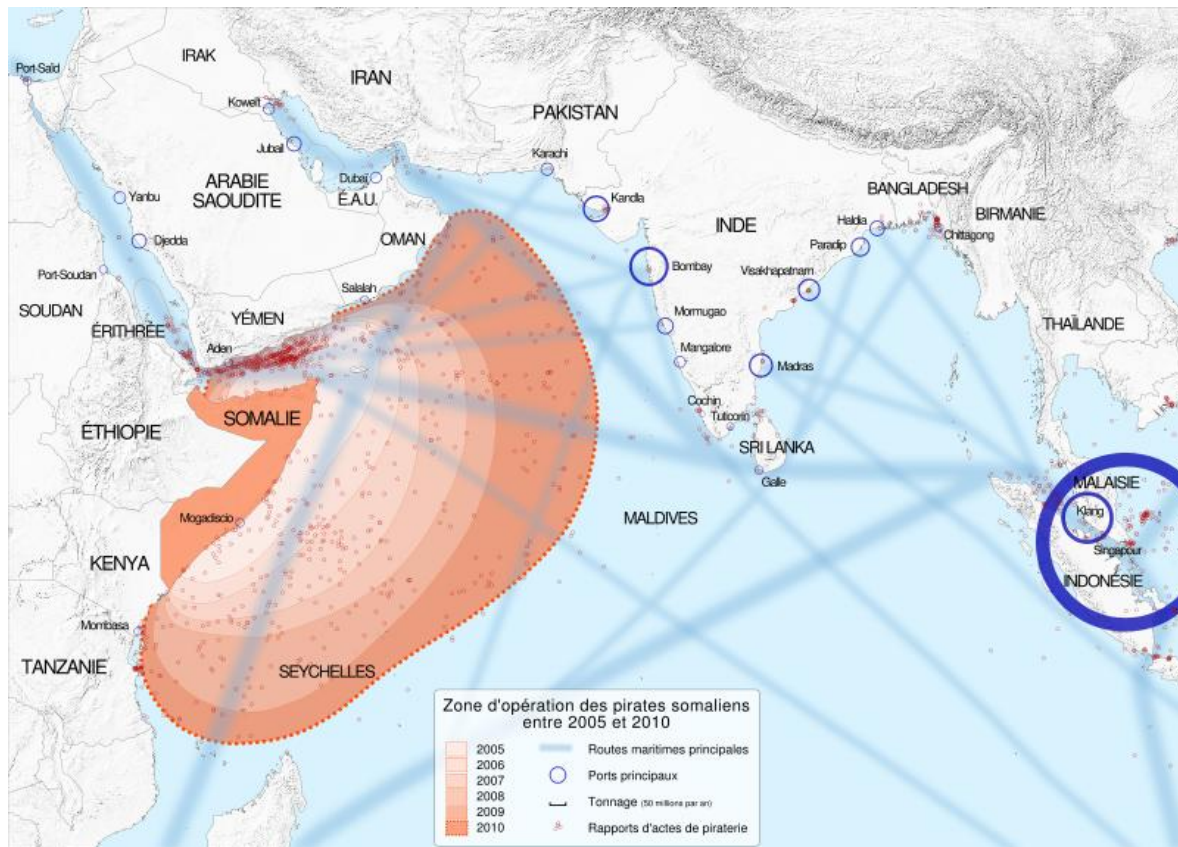 Port-Saïd
IRAK
IRAN
Koweït
PAKISTAN
Jubail
Karachi
Dubaï
ARABIE
SAOUDITE
É.A.U.
Kandla
BANGLADESH
BIRMANIE
Yanbu
INDE
Haldia
Chittagong
Paradip
OMAN
Djedda
Bombay
Visakhapatnam
Port-Soudan
Salalah
SOUDAN
YÉMEN
Mormugao
THAÏLANDE
ÉRITHRÉE
Aden
Mangalore
Madras
Cochin
Tuticorin
SOMALIE
ÉTHIOPIE
SRI LANKA
Galle
MALAISIE
Klang
Mogadiscio
MALDIVES
Singapour
KENYA
INDONÉSIE
Mombasa
TANZANIE
SEYCHELLES
Zone d'opération des pirates somaliens
entre 2005 et 2010
2005
2006
2007
2008
2009
2010
Routes maritimes principales
Ports principaux
Tonnage (50 millions par an)
Rapports d'actes de piraterie